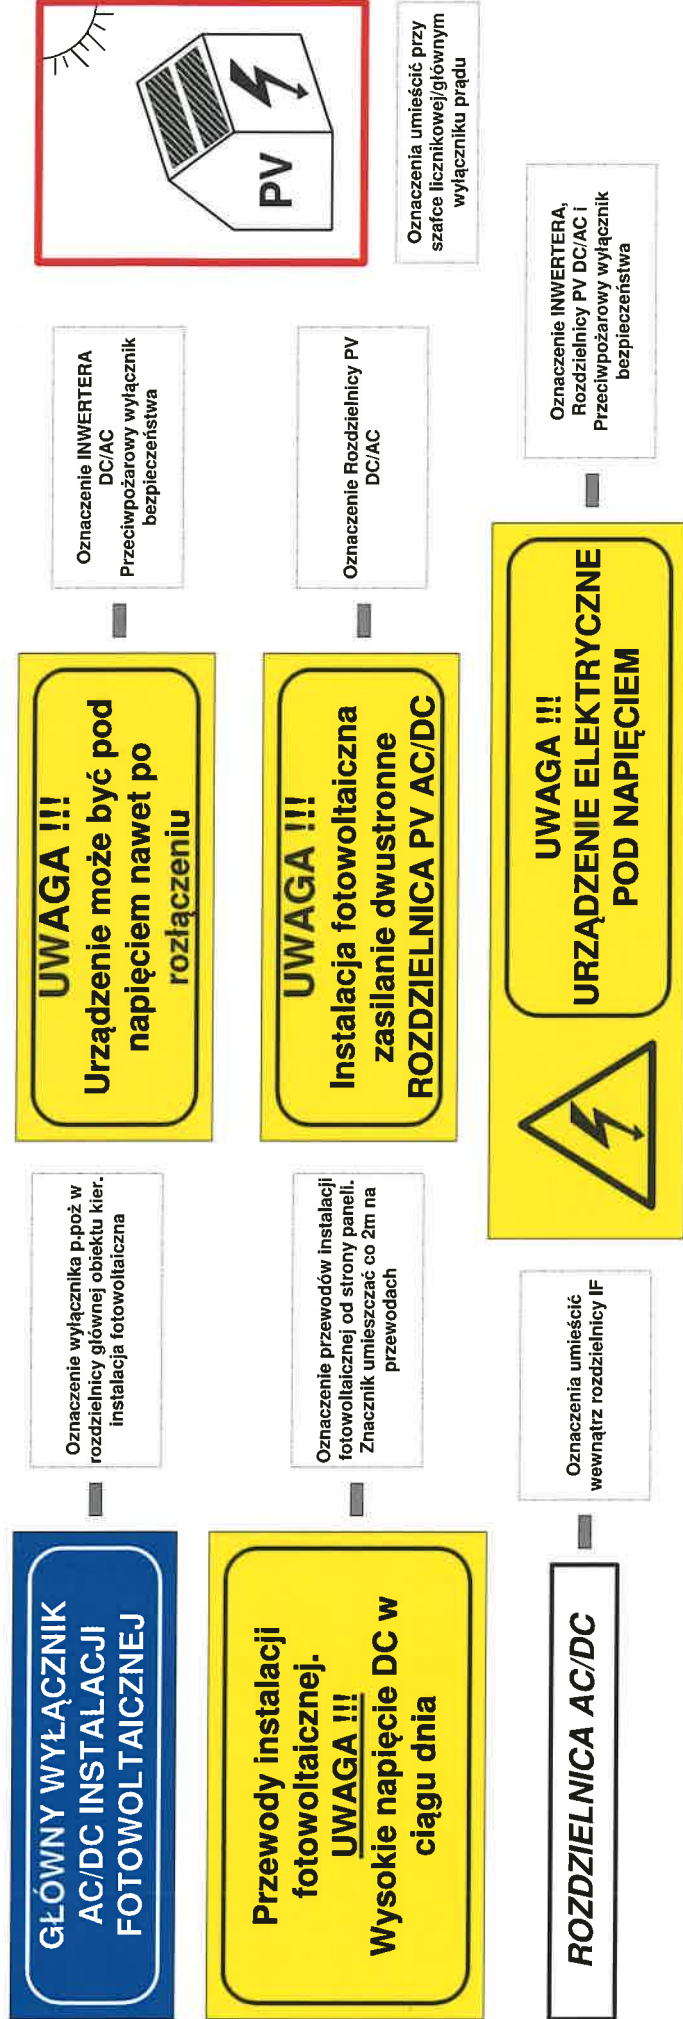 GŁÓWNY WYŁĄCZNIK
AC/DC INSTALACJI
FOTOWOLTAICZNEJ
Oznaczenie wyłącznika p.poż w
rozdzielnicy głównej obiektu kier.
instalacja fotowoltaiczna
UWAGA !!!
Urządzenie może być pod
napięciem nawet po
rozłączeniu
Oznaczenie INWERTERA
DC/AC
Przeciwpożarowy wyłącznik
bezpieczeństwa
PV
Oznaczenia umieścić przy
szafce licznikowej/głównym
wyłączniku prądu
Przewody instalacji
fotowoltaicznej.
UWAGA !!!
Wysokie napięcie DC w
ciągu dnia
Oznaczenie przewodów instalacji
fotowoltaicznej od strony paneli.
Znacznik umieszczać co 2m na
przewodach
UWAGA !!!
Instalacja fotowoltaiczna
zasilanie dwustronne
ROZDZIELNICA PV AC/DC
Oznaczenie Rozdzielnicy PV
DC/AC
ROZDZIELNICA AC/DC
Oznaczenia umieścić
wewnątrz rozdzielnicy IF
UWAGA !!!
URZĄDZENIE ELEKTRYCZNE
POD NAPIĘCIEM
Oznaczenie INWERTERA,
Rozdzielnicy PV DC/AC i
Przeciwpożarowy wyłącznik
bezpieczeństwa